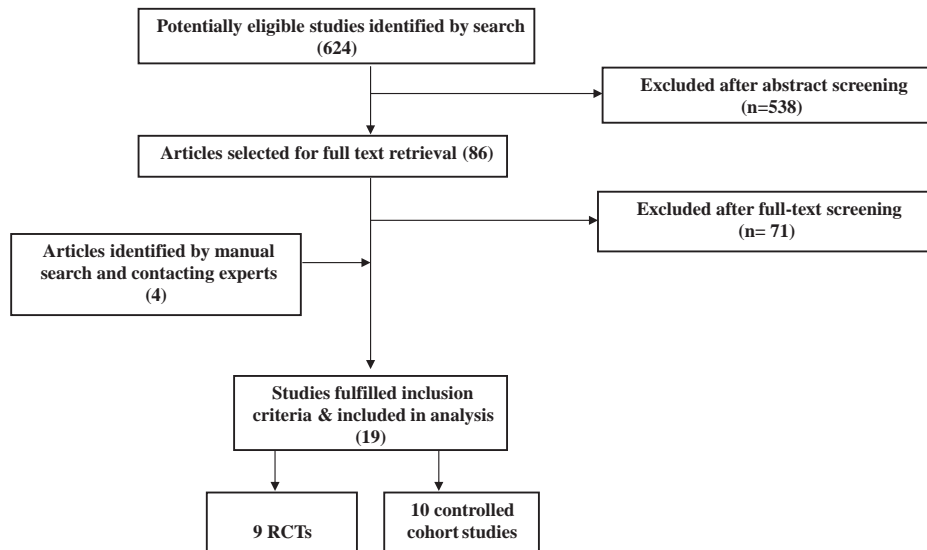 Potentially eligible studies identified by search
(624)
Excluded after abstract screening
(n=538)
Articles selected for full text retrieval (86)
Excluded after full-text screening
(n= 71)
Articles identified by manual
search and contacting experts
(4)
Studies fulfilled inclusion
criteria & included in analysis
(19)
9 RCTs
10 controlled
cohort studies